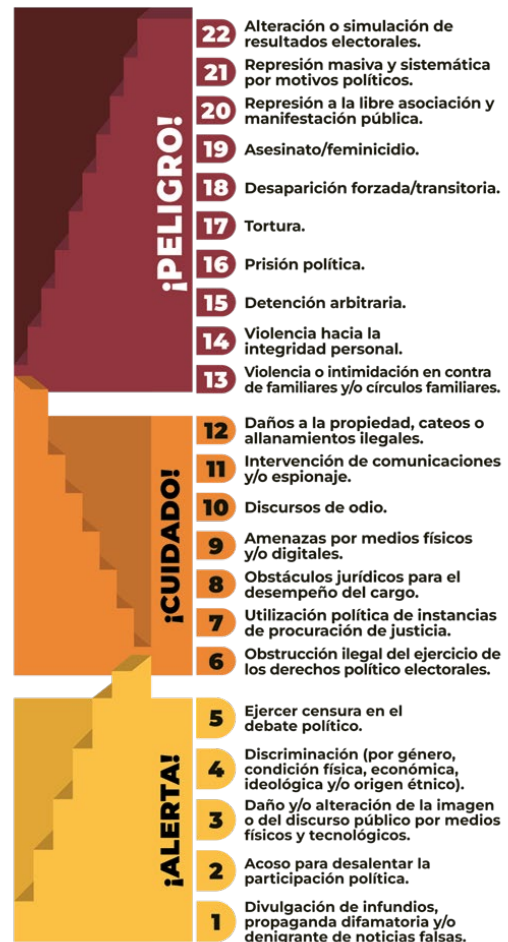 ¡PELIGRO!
22 Alteración o simulación de
resultados electorales.
21 Represión masiva y sistemática
por motivos políticos.
20 Represión a la libre asociación y
manifestación pública.
19 Asesinato/feminicidio.
18 Desaparición forzada/transitoria.
17 Tortura.
16 Prisión política.
15 Detención arbitraria.
14 Violencia hacia la
integridad personal.
13 Violencia o intimidación en contra
de familiares y/o círculos familiares.
¡CUIDADO!
12 Daños a la propiedad, cateos o
allanamientos ilegales.
11 Intervención de comunicaciones
y/o espionaje.
10 Discursos de odio.
9 Amenazas por medios físicos
y/o digitales.
8 Obstáculos jurídicos para el
desempeño del cargo.
7 Utilización política de instancias
de procuración de justicia.
6 Obstrucción ilegal del ejercicio de
los derechos político electorales.
¡ALERTA!
5 Ejercer censura en el
debate político.
4 Discriminación (por género,
condición física, económica,
ideológica y/o origen étnico).
3 Daño y/o alteración de la imagen
o del discurso público por medios
físicos y tecnológicos.
2 Acoso para desalentar la
participación política.
1 Divulgación de infundios,
propaganda difamatoria y/o
denigrante de noticias falsas.